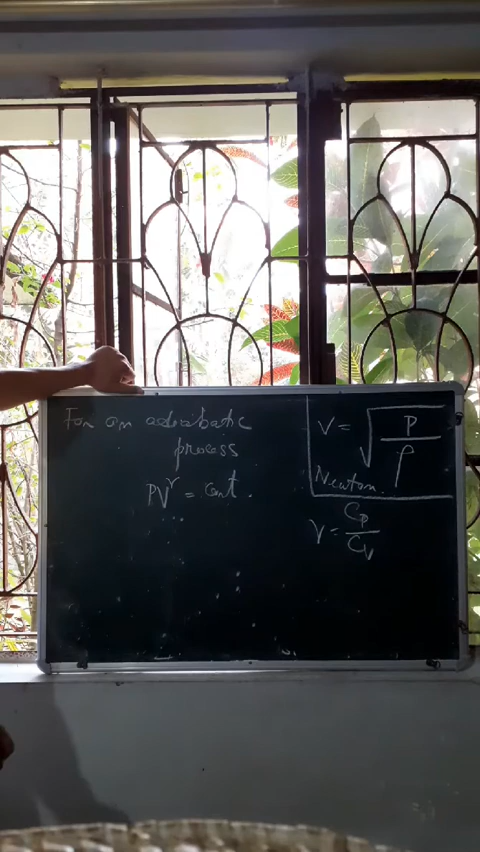 For an adiabatic
process
PV^γ = cont.
V = √(P/ρ)
Newton
γ = Cp/Cv